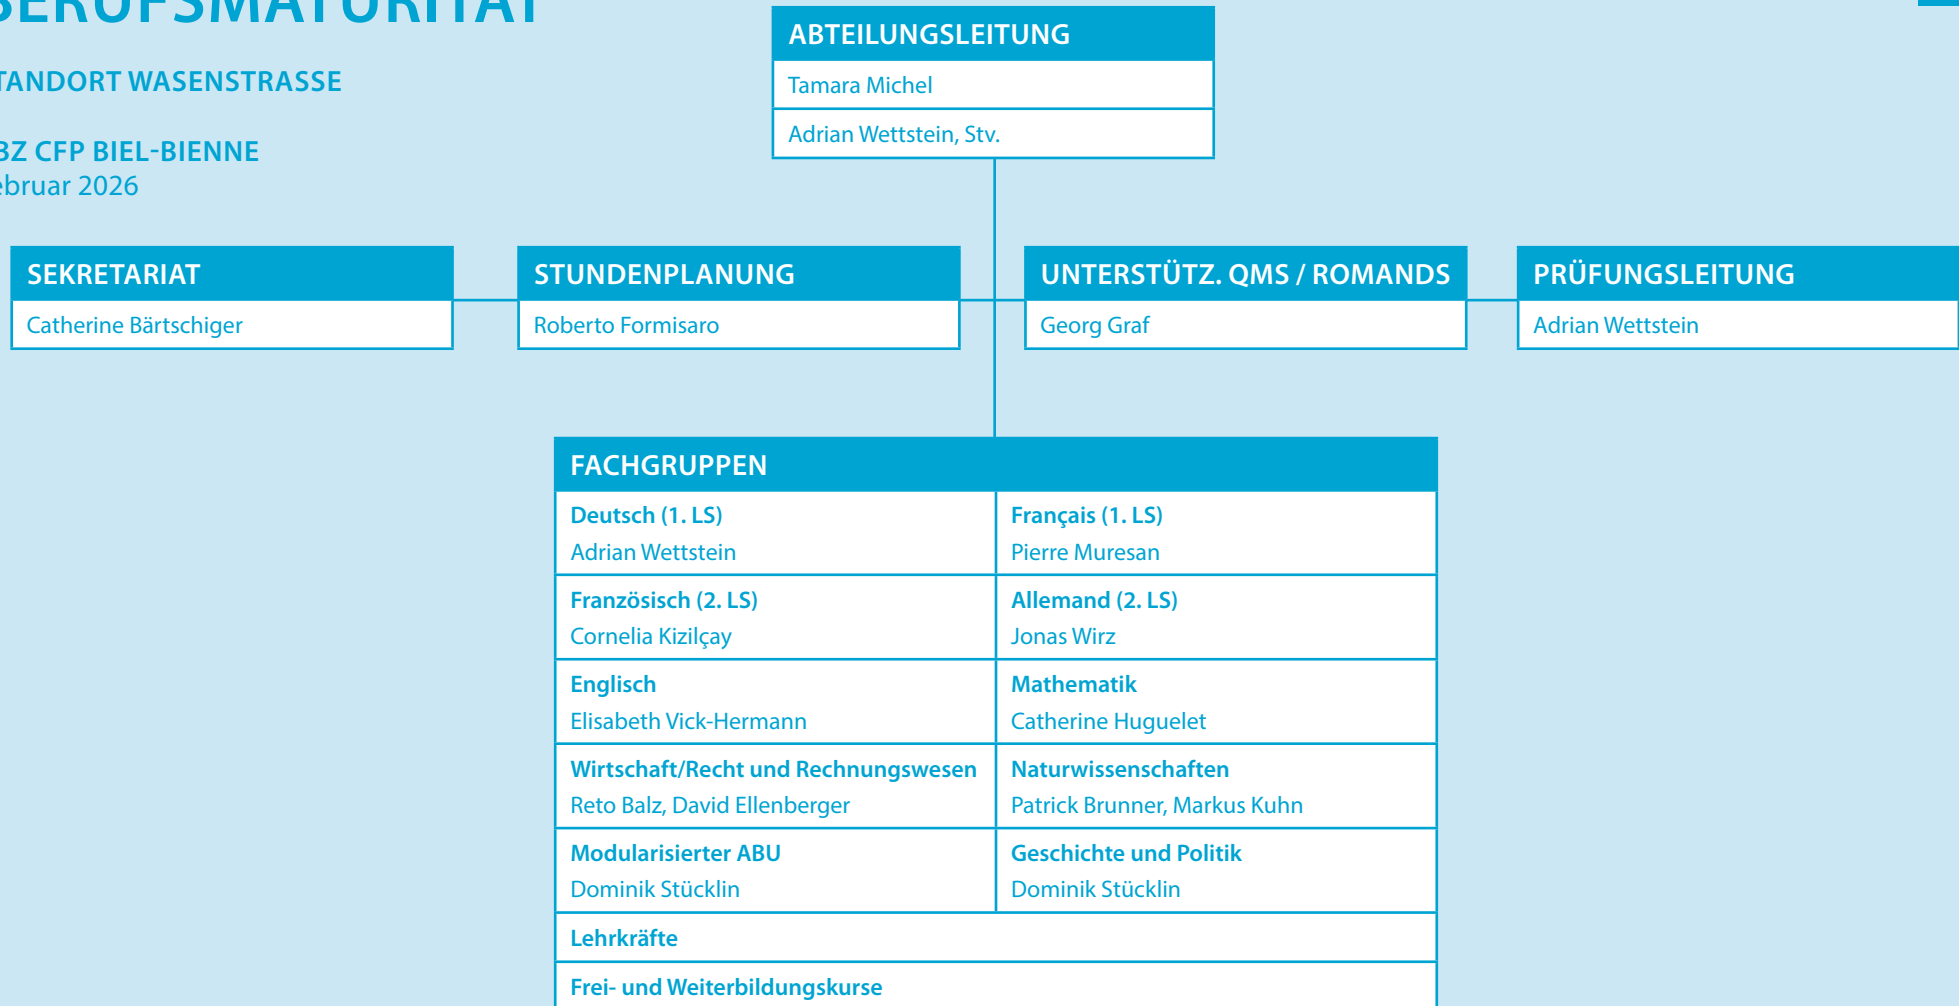 BERUFSMATURITÄT
STANDORT WASENSTRASSE
BBZ CFP BIEL-BIENNE
Februar 2026
ABTEILUNGSLEITUNG
Tamara Michel
Adrian Wettstein, Stv.
SEKRETARIAT
Catherine Bärtschiger
STUNDENPLANUNG
Roberto Formisaro
UNTERSTÜTZ. QMS / ROMANDS
Georg Graf
PRÜFUNGSLEITUNG
Adrian Wettstein
FACHGRUPPEN
Deutsch (1. LS)
Adrian Wettstein
Français (1. LS)
Pierre Muresan
Französisch (2. LS)
Cornelia Kizilçay
Allemand (2. LS)
Jonas Wirz
Englisch
Elisabeth Vick-Hermann
Mathematik
Catherine Huguelet
Wirtschaft/Recht und Rechnungswesen
Reto Balz, David Ellenberger
Naturwissenschaften
Patrick Brunner, Markus Kuhn
Modularisierter ABU
Dominik Stücklin
Geschichte und Politik
Dominik Stücklin
Lehrkräfte
Frei- und Weiterbildungskurse